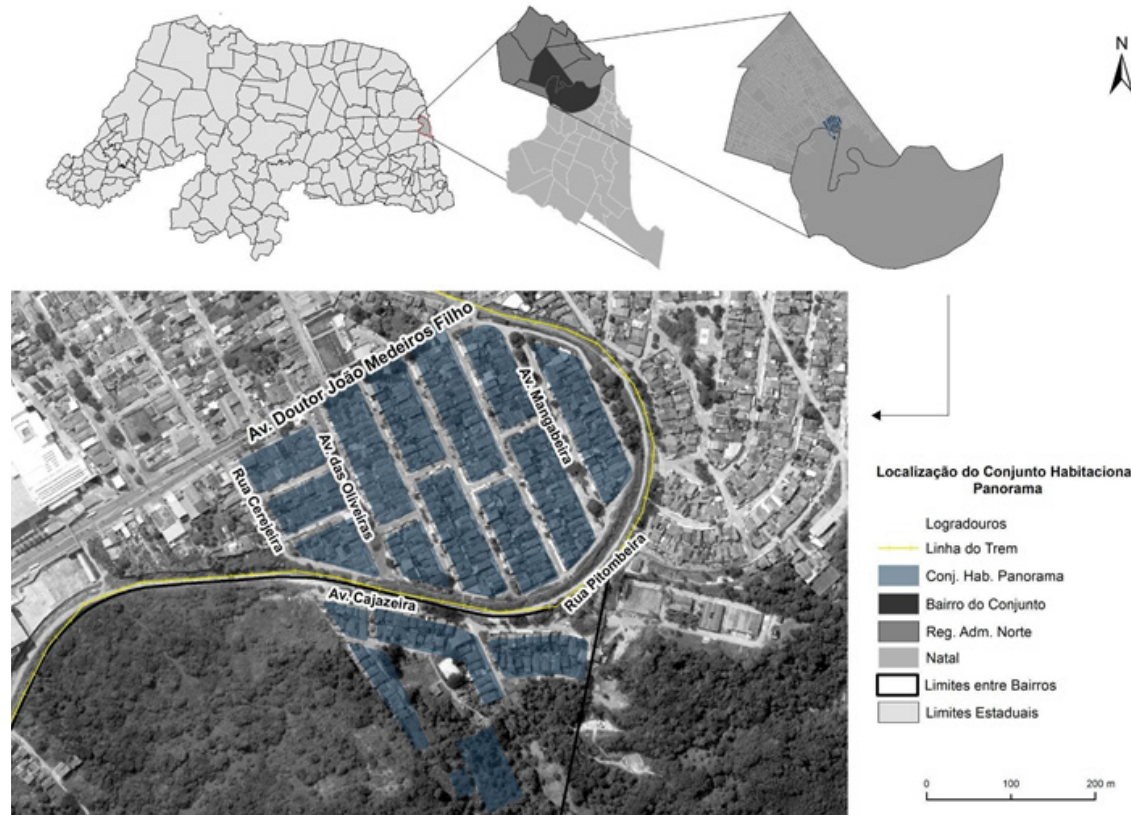 N
Av. Doutor João Medeiros Filho
Av. Mangabeira
Av. das Oliveiras
Rua Cerejeira
Rua Pitombeira
Av. Cajazeira
Localização do Conjunto Habitaciona
Panorama
Logradouros
Linha do Trem
Conj. Hab. Panorama
Bairro do Conjunto
Reg. Adm. Norte
Natal
Limites entre Bairros
Limites Estaduais
0 100 200 m